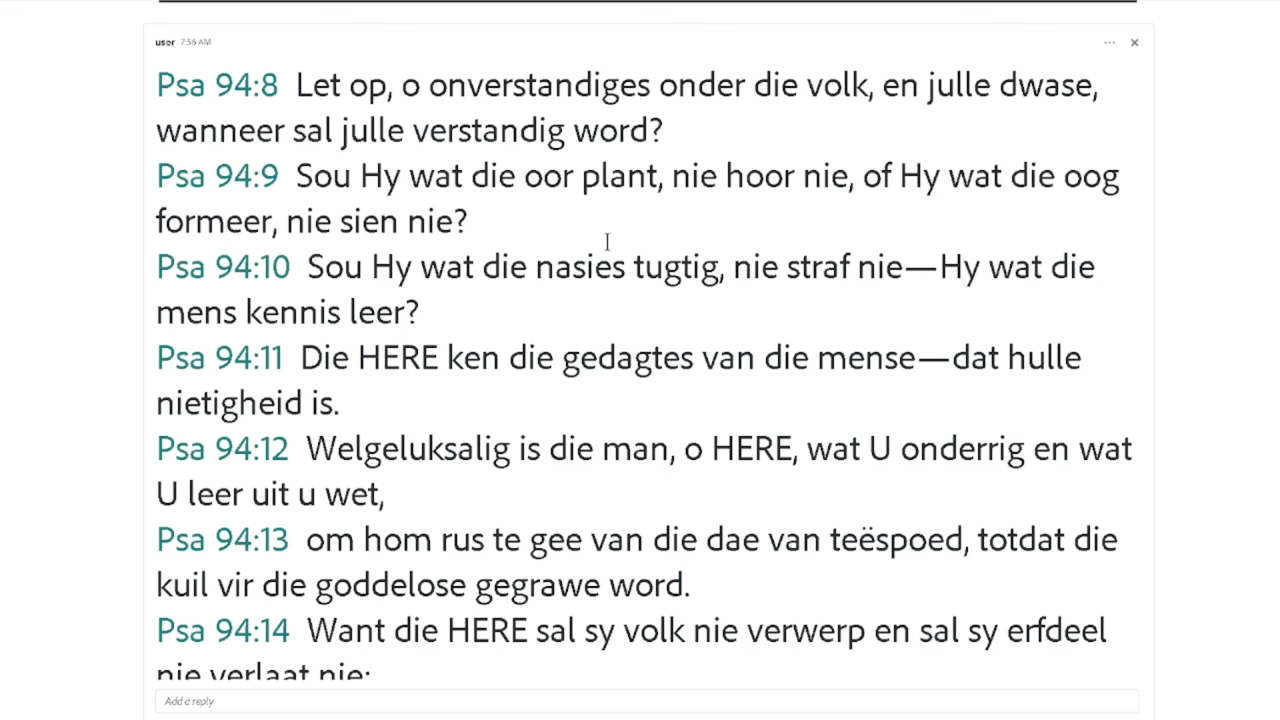 user 7:56 AM
Psa 94:8 Let op, o onverstandiges onder die volk, en julle dwase,
wanneer sal julle verstandig word?
Psa 94:9 Sou Hy wat die oor plant, nie hoor nie, of Hy wat die oog
formeer, nie sien nie?
Psa 94:10 Sou Hy wat die nasies tugtig, nie straf nie—Hy wat die
mens kennis leer?
Psa 94:11 Die HERE ken die gedagtes van die mense—dat hulle
nietigheid is.
Psa 94:12 Welgeluksalig is die man, o HERE, wat U onderrig en wat
U leer uit u wet,
Psa 94:13 om hom rus te gee van die dae van teëspoed, totdat die
kuil vir die goddelose gegrawe word.
Psa 94:14 Want die HERE sal sy volk nie verwerp en sal sy erfdeel
nie verlaat nie;
Add a reply